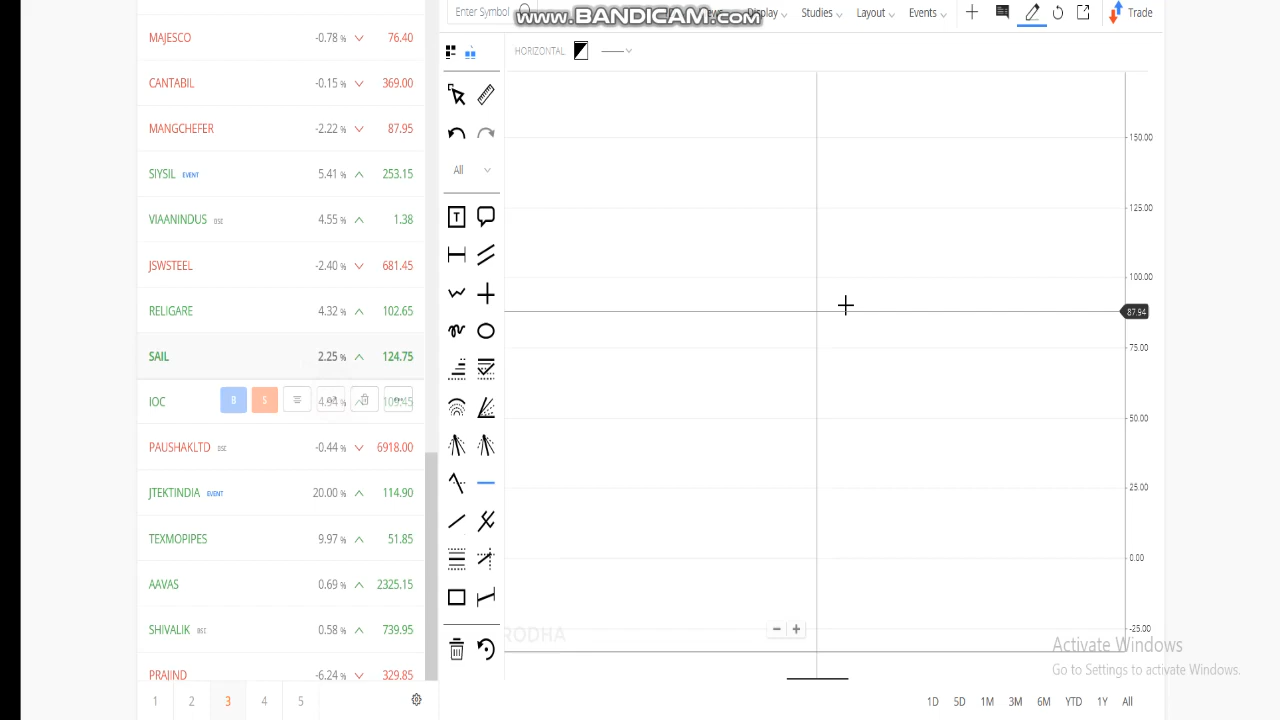 www.BANDICAM.com
Enter Symbol Display Studies Layout Events Trade
HORIZONTAL
All
MAJESCO -0.78 % 76.40
CANTABIL -0.15 % 369.00
MANGCHEFER -2.22 % 87.95
SIYSIL EVENT 5.41 % 253.15
VIAANINDUS BSE 4.55 % 1.38
JSWSTEEL -2.40 % 681.45
RELIGARE 4.32 % 102.65
SAIL 2.25 % 124.75
IOC B S 4.94 %
PAUSHAKLTD BSE -0.44 % 6918.00
JTEKTINDIA EVENT 20.00 % 114.90
TEXMOPIPES 9.97 % 51.85
AAVAS 0.69 % 2325.15
SHIVALIK BSE 0.58 % 739.95
PRAJIND -6.24 % 329.85
1 2 3 4 5
T
150.00
125.00
100.00
87.94
75.00
50.00
25.00
0.00
-25.00
RODHA
Activate Windows
Go to Settings to activate Windows.
1D 5D 1M 3M 6M YTD 1Y All